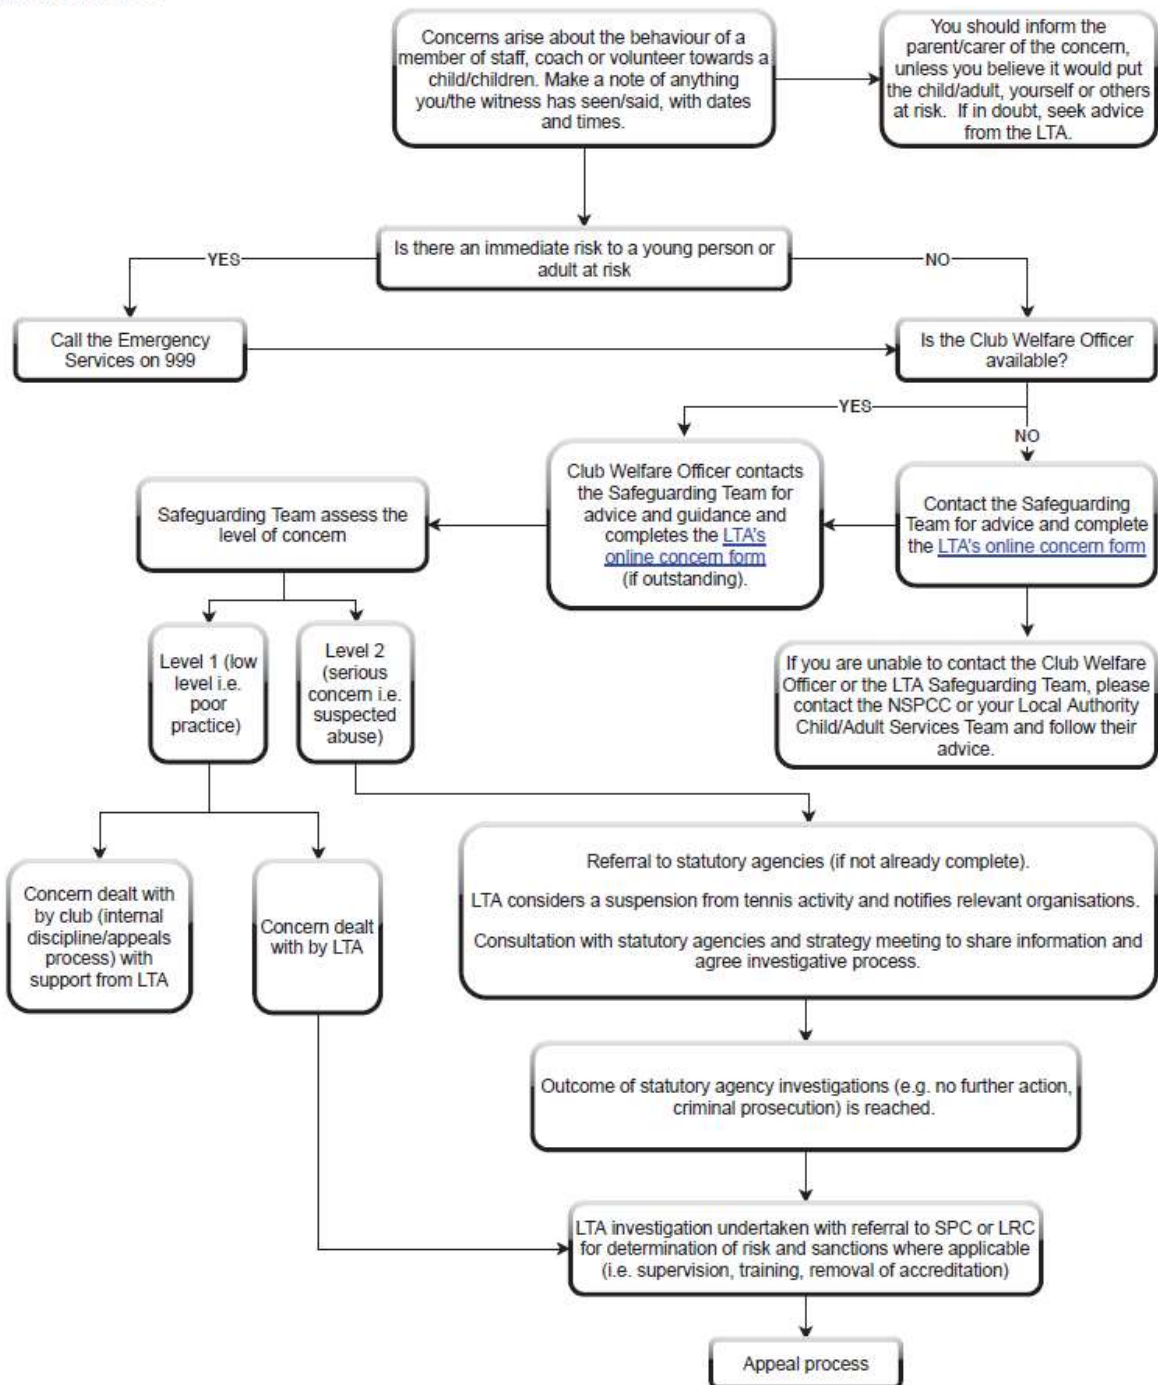 Concerns arise about the behaviour of a
member of staff, coach or volunteer towards a
child/children. Make a note of anything
you/the witness has seen/said, with dates
and times.
You should inform the
parent/carer of the concern,
unless you believe it would put
the child/adult, yourself or others
at risk. If in doubt, seek advice
from the LTA.
Is there an immediate risk to a young person or
adult at risk
YES
NO
Call the Emergency
Services on 999
Is the Club Welfare Officer
available?
YES
NO
Club Welfare Officer contacts
the Safeguarding Team for
advice and guidance and
completes the LTA's
online concern form
(if outstanding).
Contact the Safeguarding
Team for advice and complete
the LTA's online concern form
Safeguarding Team assess the
level of concern
Level 1 (low
level i.e.
poor
practice)
Level 2
(serious
concern i.e.
suspected
abuse)
If you are unable to contact the Club Welfare
Officer or the LTA Safeguarding Team, please
contact the NSPCC or your Local Authority
Child/Adult Services Team and follow their
advice.
Concern dealt with
by club (internal
discipline/appeals
process) with
support from LTA
Concern dealt
with by LTA
Referral to statutory agencies (if not already complete).
LTA considers a suspension from tennis activity and notifies relevant organisations.
Consultation with statutory agencies and strategy meeting to share information and
agree investigative process.
Outcome of statutory agency investigations (e.g. no further action,
criminal prosecution) is reached.
LTA investigation undertaken with referral to SPC or LRC
for determination of risk and sanctions where applicable
(i.e. supervision, training, removal of accreditation)
Appeal process